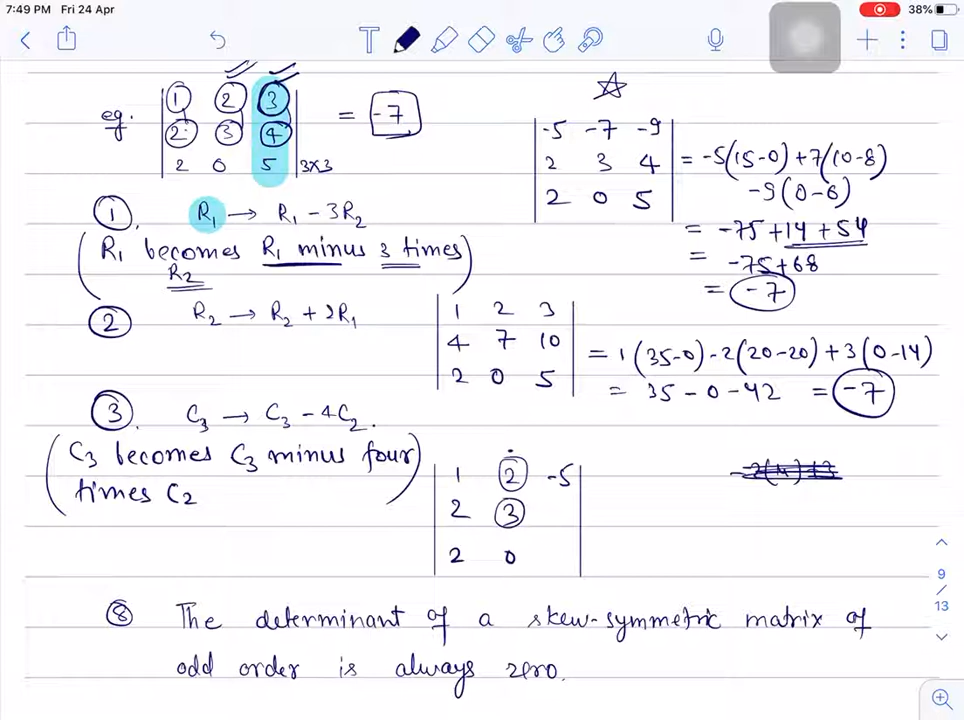 7:49 PM Fri 24 Apr 38%
T
eg. | 1 2 3 | = -7
| 2 3 4 |
| 2 0 5 | 3×3
| -5 -7 -9 |
| 2 3 4 | = -5(15-0)+7(10-8)
| 2 0 5 | -9(0-6)
= -75+14+54
= -75+68
= -7
① R₁ → R₁ - 3R₂
(R₁ becomes R₁ minus 3 times
R₂)
② R₂ → R₂ + 2R₁
| 1 2 3 |
| 4 7 10 | = 1(35-0)-2(20-20)+3(0-14)
| 2 0 5 | = 35-0-42 = -7
③. C₃ → C₃ - 4C₂.
(C₃ becomes C₃ minus four
times C₂)
| 1 2 -5 |
| 2 3 |
| 2 0 |
⑧ The determinant of a skew-symmetric matrix of
odd order is always zero.
9
/
13